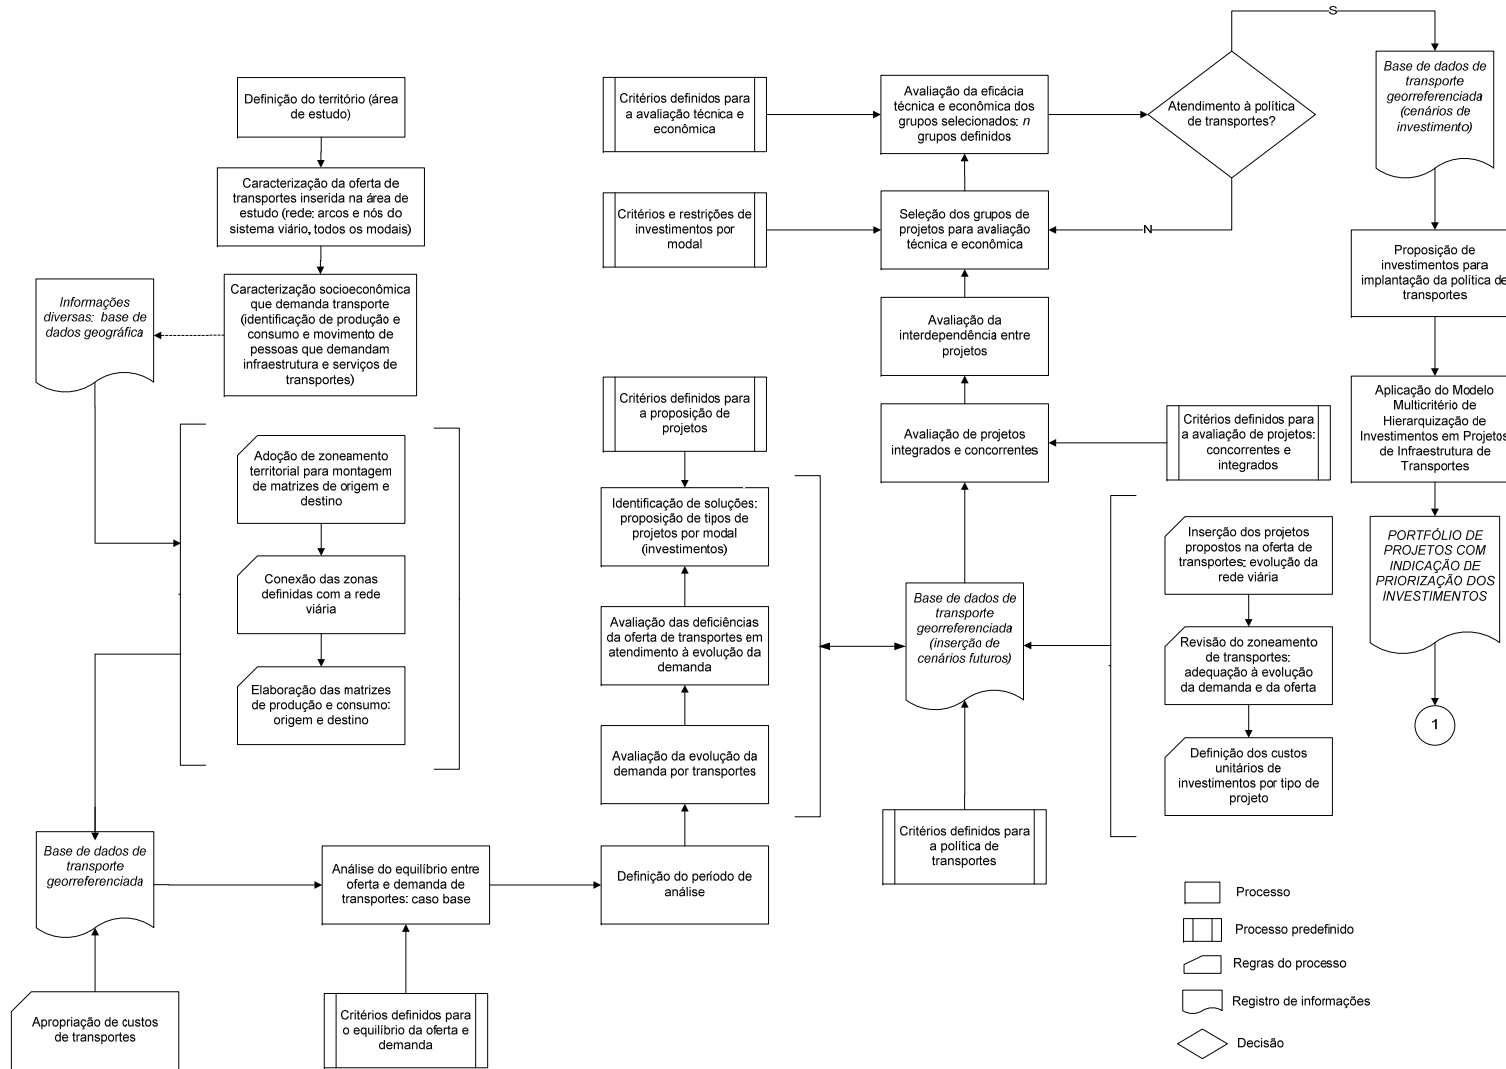 Definição do território (área
de estudo)
Caracterização da oferta de
transportes inserida na área de
estudo (rede: arcos e nós do
sistema viário, todos os modais)
Caracterização socioeconômica
que demanda transporte
(identificação de produção e
consumo e movimento de
pessoas que demandam
infraestrutura e serviços de
transportes)
Informações
diversas: base de
dados geográfica
Adoção de zoneamento
territorial para montagem
de matrizes de origem e
destino
Conexão das zonas
definidas com a rede
viária
Elaboração das matrizes
de produção e consumo:
origem e destino
Base de dados de
transporte
georreferenciada
Apropriação de custos
de transportes
Análise do equilíbrio entre
oferta e demanda de
transportes: caso base
Critérios definidos para
o equilíbrio da oferta e
demanda
Definição do período de
análise
Avaliação da evolução da
demanda por transportes
Avaliação das deficiências
da oferta de transportes em
atendimento à evolução da
demanda
Identificação de soluções:
proposição de tipos de
projetos por modal
(investimentos)
Critérios definidos para
a proposição de
projetos
Critérios e restrições de
investimentos por
modal
Critérios definidos para
a avaliação técnica e
econômica
Avaliação da eficácia
técnica e econômica dos
grupos selecionados: n
grupos definidos
Seleção dos grupos de
projetos para avaliação
técnica e econômica
Avaliação da
interdependência entre
projetos
Avaliação de projetos
integrados e concorrentes
Base de dados de
transporte
georreferenciada
(inserção de
cenários futuros)
Critérios definidos para
a política de
transportes
Atendimento à política
de transportes?
S
N
Critérios definidos para
a avaliação de projetos:
concorrentes e
integrados
Inserção dos projetos
propostos na oferta de
transportes: evolução da
rede viária
Revisão do zoneamento
de transportes:
adequação à evolução
da demanda e da oferta
Definição dos custos
unitários de
investimentos por tipo de
projeto
Base de dados de
transporte
georreferenciada
(cenários de
investimento)
Proposição de
investimentos para
implantação da política de
transportes
Aplicação do Modelo
Multicritério de
Hierarquização de
Investimentos em Projetos
de Infraestrutura de
Transportes
PORTFÓLIO DE
PROJETOS COM
INDICAÇÃO DE
PRIORIZAÇÃO DOS
INVESTIMENTOS
1
Processo
Processo predefinido
Regras do processo
Registro de informações
Decisão